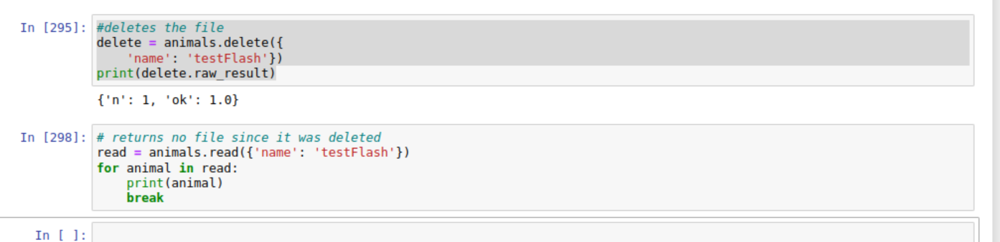 In [295]: #deletes the file
delete = animals.delete({
    'name': 'testFlash'})
print(delete.raw_result)
{'n': 1, 'ok': 1.0}
In [298]: # returns no file since it was deleted
read = animals.read({'name': 'testFlash'})
for animal in read:
    print(animal)
    break
In [ ]: